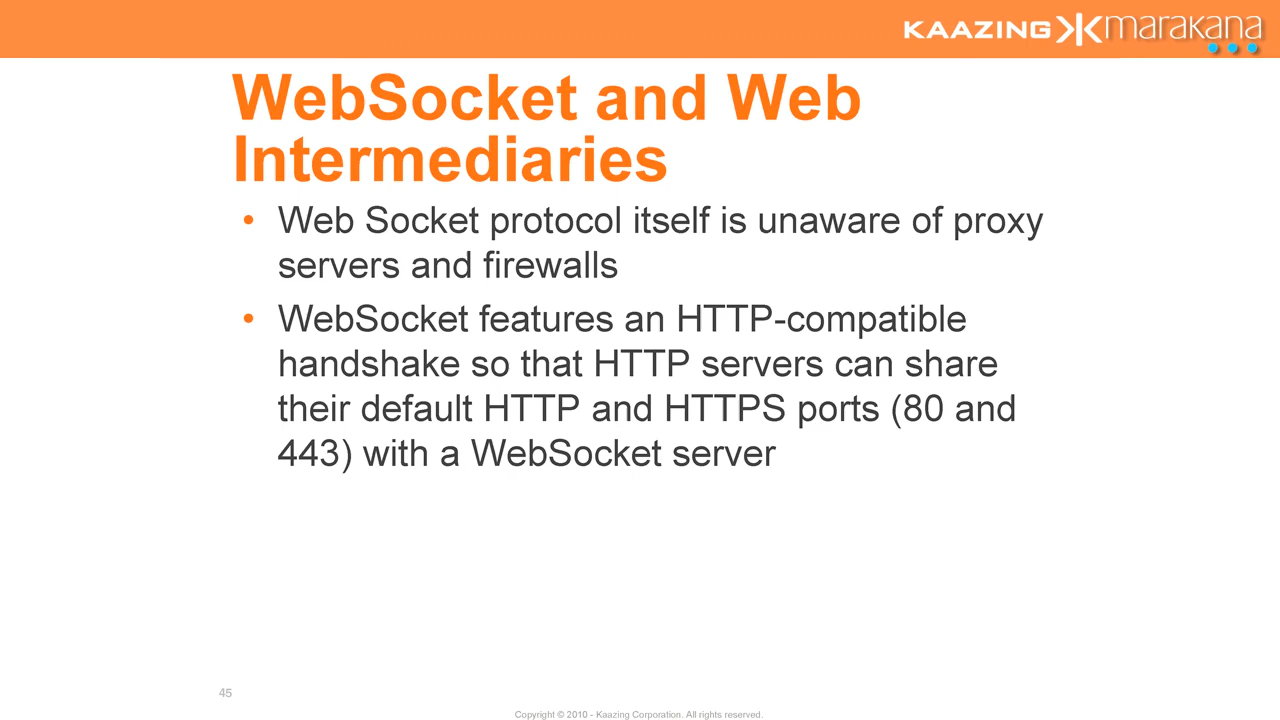 KAAZING marakana
WebSocket and Web
Intermediaries
• Web Socket protocol itself is unaware of proxy
servers and firewalls
• WebSocket features an HTTP-compatible
handshake so that HTTP servers can share
their default HTTP and HTTPS ports (80 and
443) with a WebSocket server
45
Copyright © 2010 - Kaazing Corporation. All rights reserved.